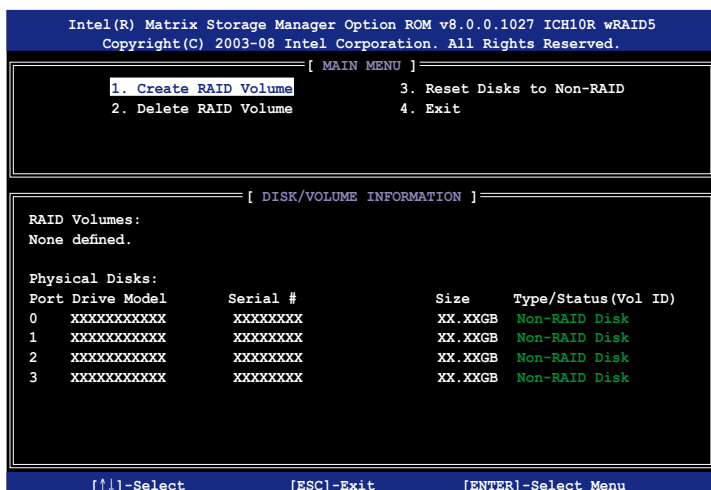 Intel(R) Matrix Storage Manager Option ROM v8.0.0.1027 ICH10R wRAID5
Copyright(C) 2003-08 Intel Corporation. All Rights Reserved.
[ MAIN MENU ]
1. Create RAID Volume 3. Reset Disks to Non-RAID
2. Delete RAID Volume 4. Exit
[ DISK/VOLUME INFORMATION ]
RAID Volumes:
None defined.
Physical Disks:
Port Drive Model Serial # Size Type/Status(Vol ID)
0 XXXXXXXXXXX XXXXXXXX XX.XXGB Non-RAID Disk
1 XXXXXXXXXXX XXXXXXXX XX.XXGB Non-RAID Disk
2 XXXXXXXXXXX XXXXXXXX XX.XXGB Non-RAID Disk
3 XXXXXXXXXXX XXXXXXXX XX.XXGB Non-RAID Disk
[↑↓]-Select [ESC]-Exit [ENTER]-Select Menu